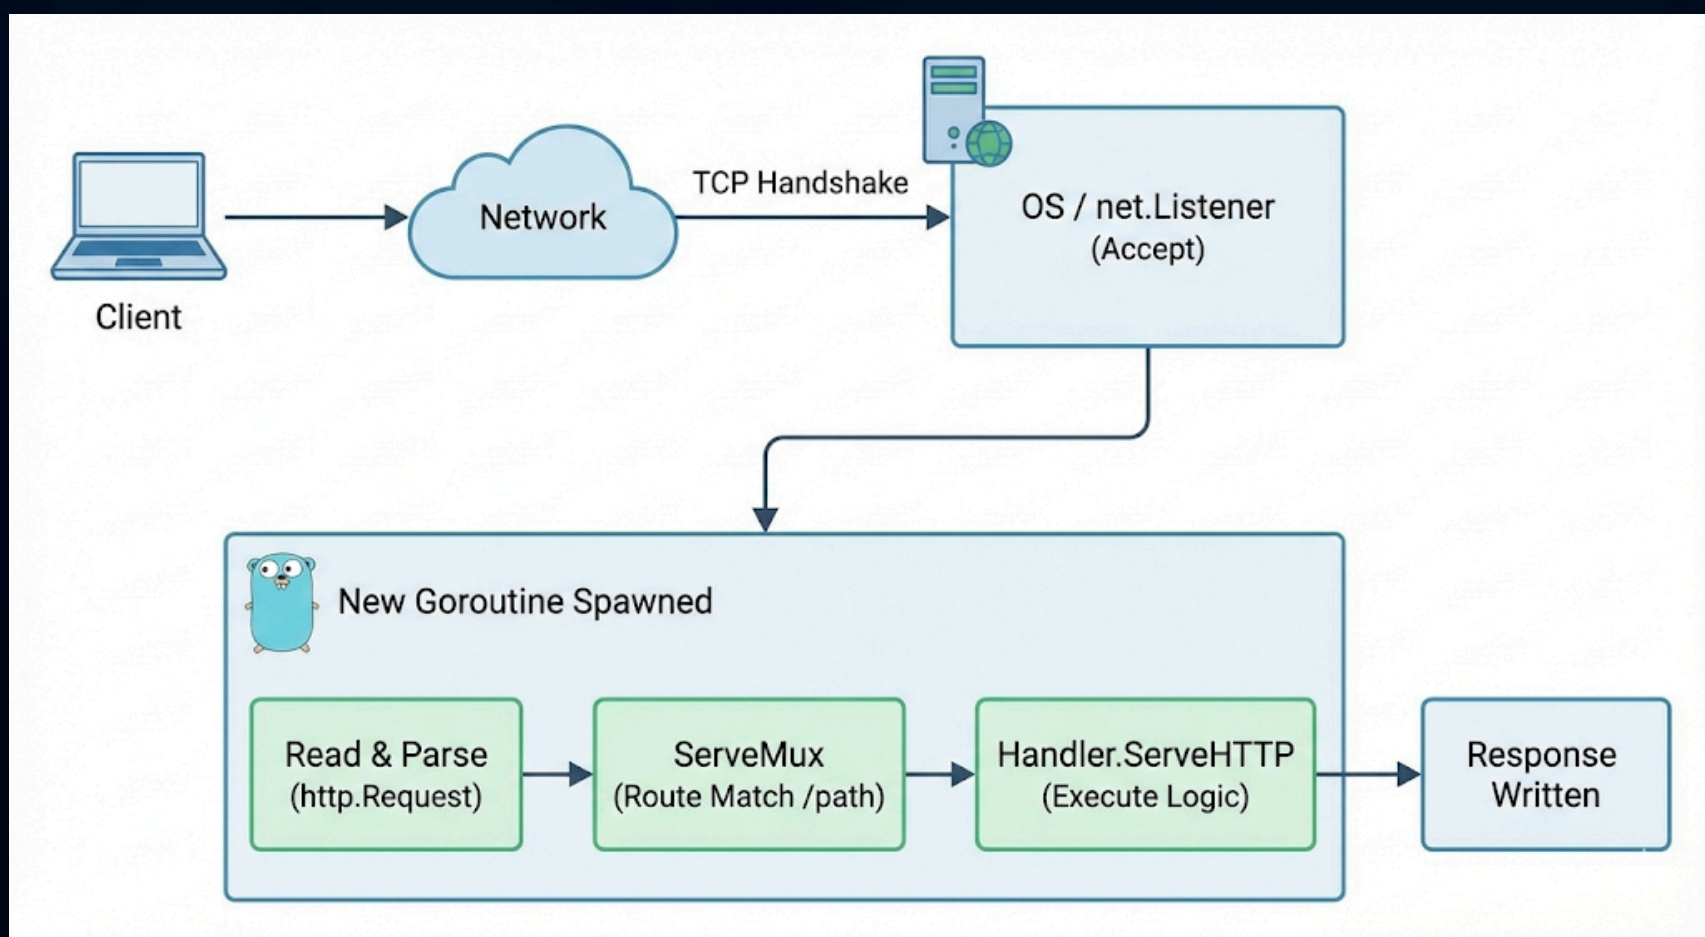 Client
Network
TCP Handshake
OS / net.Listener
(Accept)
New Goroutine Spawned
Read & Parse
(http.Request)
ServeMux
(Route Match /path)
Handler.ServeHTTP
(Execute Logic)
Response
Written